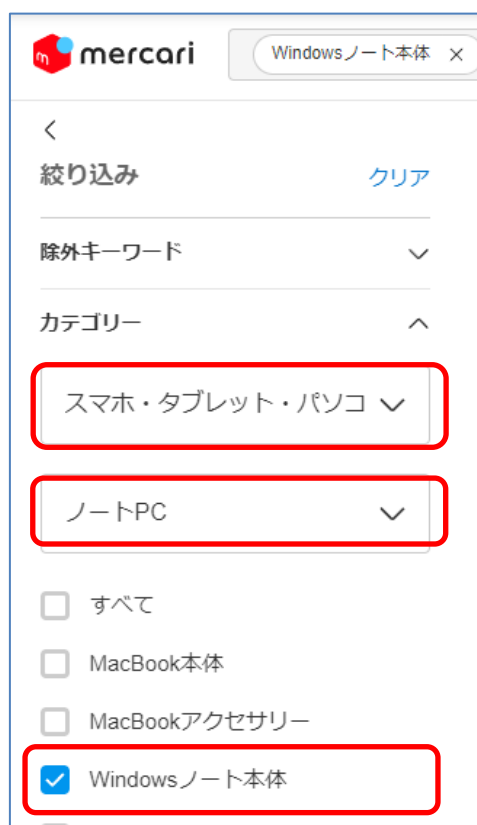 mercari
Windowsノート本体 ×
絞り込み クリア
除外キーワード
カテゴリー
スマホ・タブレット・パソコ
ノートPC
すべて
MacBook本体
MacBookアクセサリー
Windowsノート本体